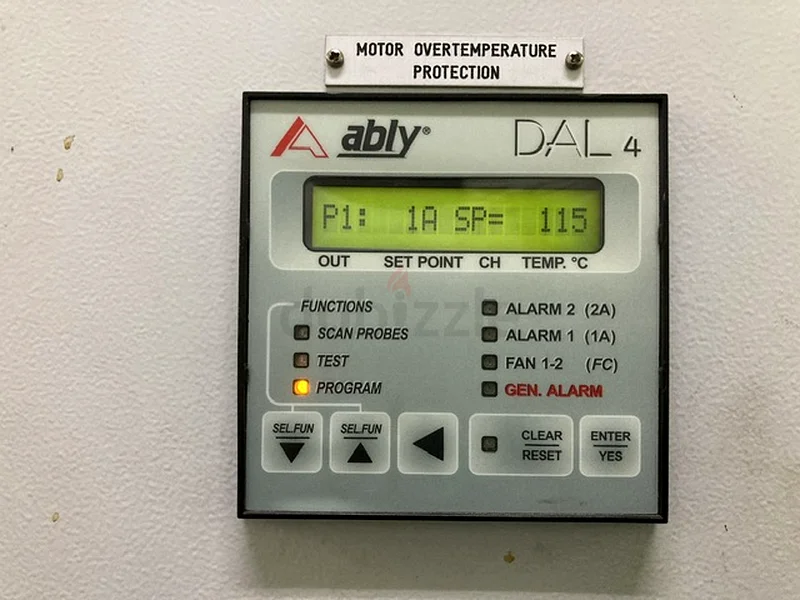 MOTOR OVERTEMPERATURE
PROTECTION
ably® DAL 4
P1: 1A SP= 115
OUT SET POINT CH TEMP. °C
dubizzle
FUNCTIONS
SCAN PROBES
TEST
PROGRAM
ALARM 2 (2A)
ALARM 1 (1A)
FAN 1-2 (FC)
GEN. ALARM
SEL.FUN
SEL.FUN
CLEAR
RESET
ENTER
YES